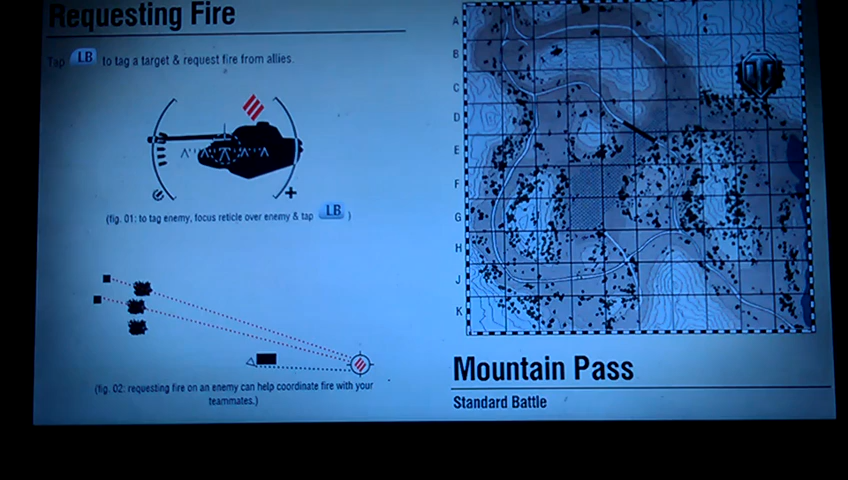 Requesting Fire
Tap LB to tag a target & request fire from allies.
(fig. 01: to tag enemy, focus reticle over enemy & tap LB )
(fig. 02: requesting fire on an enemy can help coordinate fire with your
teammates.)
A
B
C
D
E
F
G
H
J
K
Mountain Pass
Standard Battle